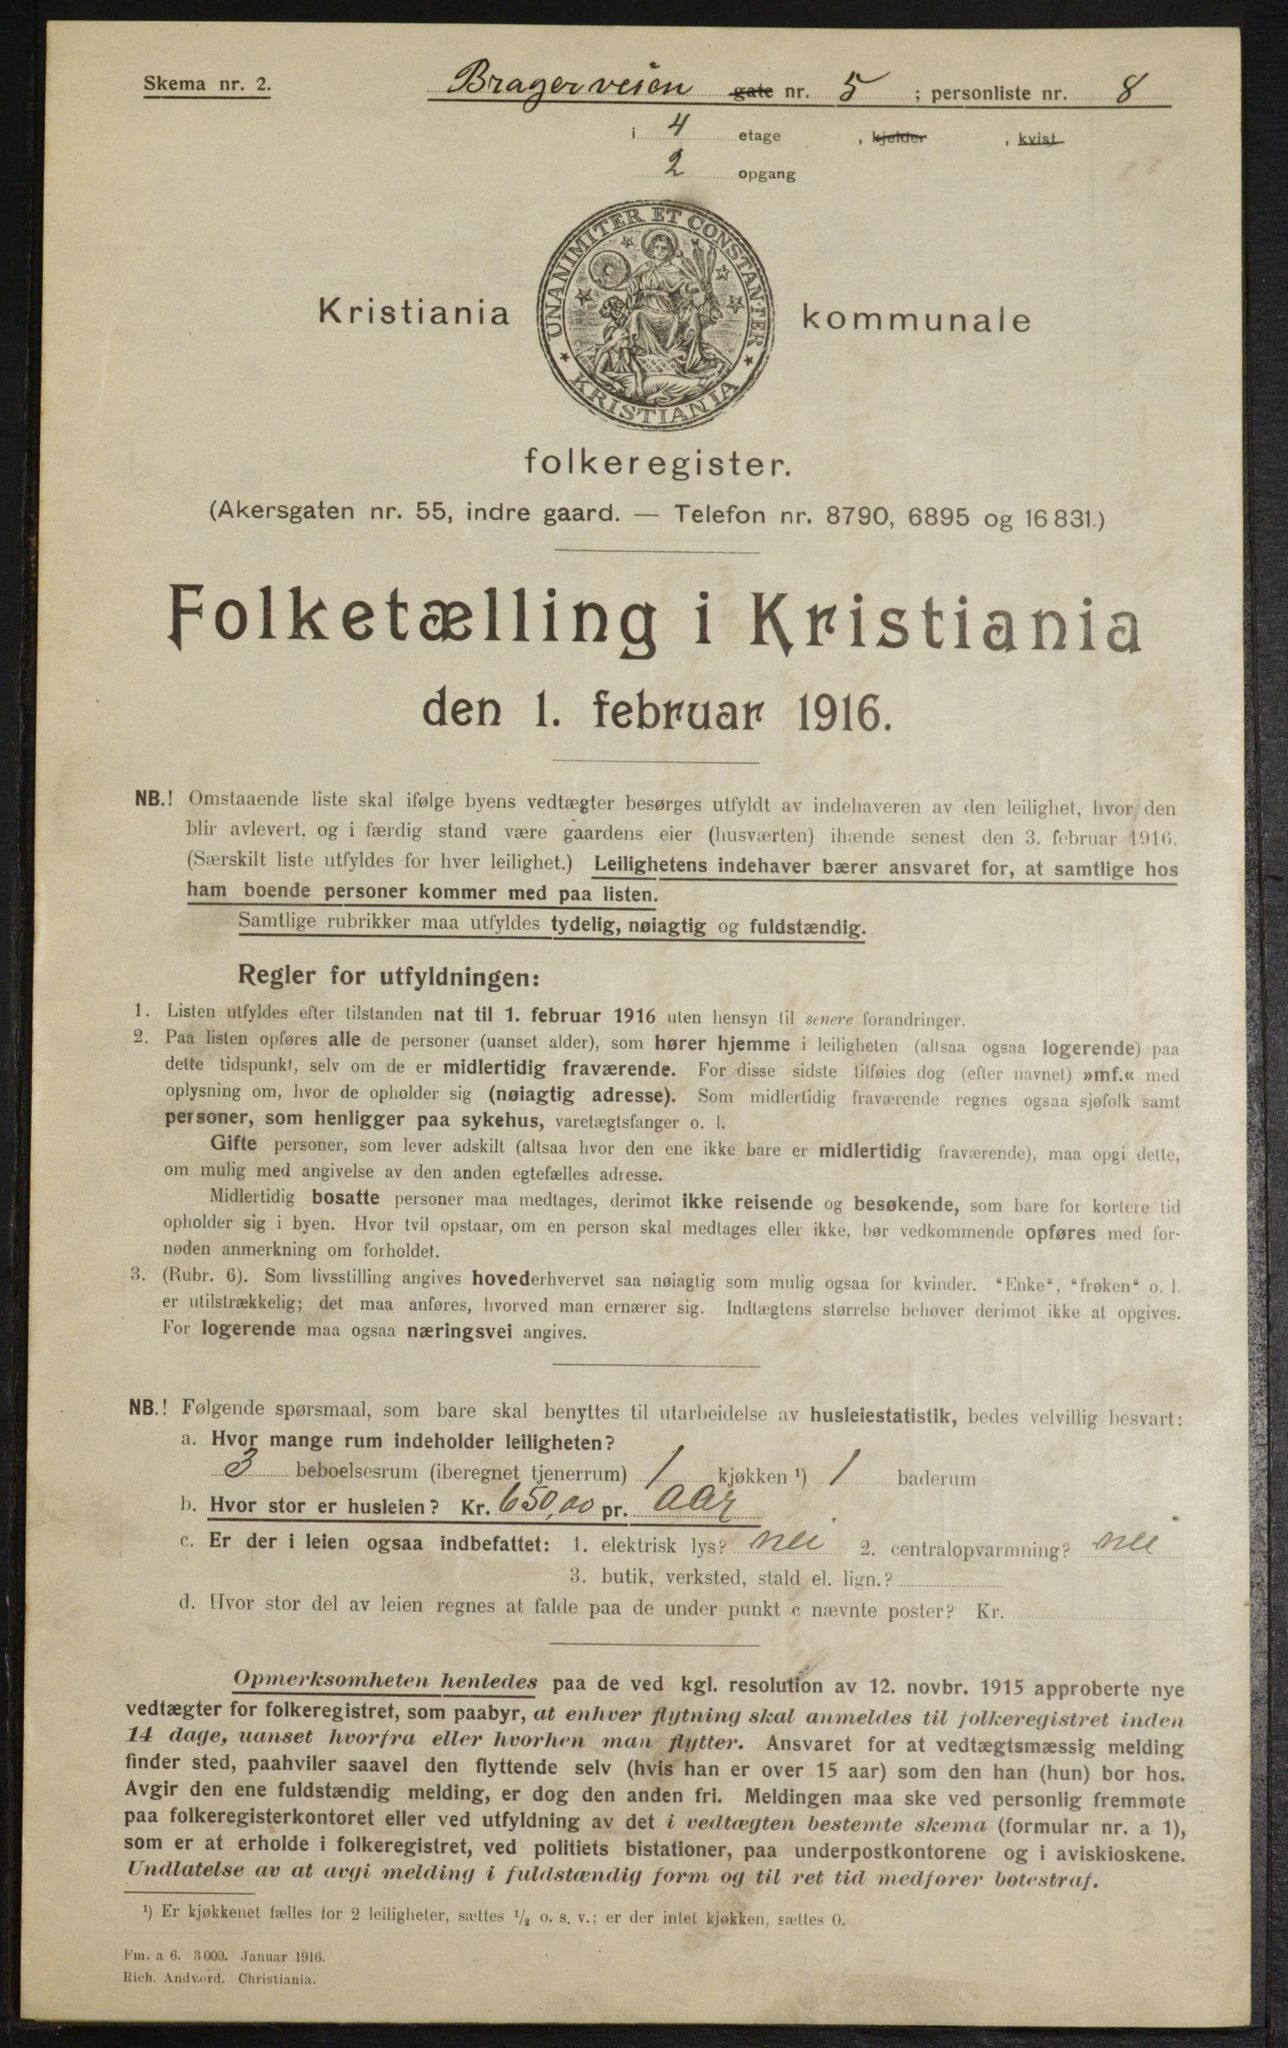 Skema nr. 2.
Bragerveien gate nr. 5 ; personliste nr. 8
i 4 etage , kjelder , kvist
2 opgang
UNANIMITER ET CONSTANTER
KRISTIANIA
Kristiania kommunale
folkeregister.
(Akersgaten nr. 55, indre gaard. — Telefon nr. 8790, 6895 og 16 831.)
Folketælling i Kristiania
den 1. februar 1916.
NB.! Omstaaende liste skal ifølge byens vedtægter besørges utfyldt av indehaveren av den leilighet, hvor den
blir avlevert, og i færdig stand være gaardens eier (husværten) ihænde senest den 3. februar 1916.
(Særskilt liste utfyldes for hver leilighet.) Leilighetens indehaver bærer ansvaret for, at samtlige hos
ham boende personer kommer med paa listen.
Samtlige rubrikker maa utfyldes tydelig, nøiagtig og fuldstændig.
Regler for utfyldningen:
1. Listen utfyldes efter tilstanden nat til 1. februar 1916 uten hensyn til senere forandringer.
2. Paa listen opføres alle de personer (uanset alder), som hører hjemme i leiligheten (altsaa ogsaa logerende) paa
dette tidspunkt, selv om de er midlertidig fraværende. For disse sidste tilføies dog (efter navnet) »mf.« med
oplysning om, hvor de opholder sig (nøiagtig adresse). Som midlertidig fraværende regnes ogsaa sjøfolk samt
personer, som henligger paa sykehus, varetægtsfanger o. l.
Gifte personer, som lever adskilt (altsaa hvor den ene ikke bare er midlertidig fraværende), maa opgi dette,
om mulig med angivelse av den anden egtefælles adresse.
Midlertidig bosatte personer maa medtages, derimot ikke reisende og besøkende, som bare for kortere tid
opholder sig i byen. Hvor tvil opstaar, om en person skal medtages eller ikke, bør vedkommende opføres med for-
nøden anmerkning om forholdet.
3. (Rubr. 6). Som livsstilling angives hovederhvervet saa nøiagtig som mulig ogsaa for kvinder. "Enke", "frøken" o. l.
er utilstrækkelig; det maa anføres, hvorved man ernærer sig. Indtægtens størrelse behøver derimot ikke at opgives.
For logerende maa ogsaa næringsvei angives.
NB.! Følgende spørsmaal, som bare skal benyttes til utarbeidelse av husleiestatistik, bedes velvillig besvart:
a. Hvor mange rum indeholder leiligheten?
3 beboelsesrum (iberegnet tjenerrum) 1 kjøkken ¹) 1 baderum
b. Hvor stor er husleien? Kr. 650,00 pr. aar
c. Er der i leien ogsaa indbefattet: 1. elektrisk lys? nei 2. centralopvarmning? nei
3. butik, verksted, stald el. lign.?
d. Hvor stor del av leien regnes at falde paa de under punkt c nævnte poster? Kr.
Opmerksomheten henledes paa de ved kgl. resolution av 12. novbr. 1915 approberte nye
vedtægter for folkeregistret, som paabyr, at enhver flytning skal anmeldes til folkeregistret inden
14 dage, uanset hvorfra eller hvorhen man flytter. Ansvaret for at vedtægtsmæssig melding
finder sted, paahviler saavel den flyttende selv (hvis han er over 15 aar) som den han (hun) bor hos.
Avgir den ene fuldstændig melding, er dog den anden fri. Meldingen maa ske ved personlig fremmøte
paa folkeregisterkontoret eller ved utfyldning av det i vedtægten bestemte skema (formular nr. a 1),
som er at erholde i folkeregistret, ved politiets bistationer, paa underpostkontorene og i aviskioskene.
Undlatelse av at avgi melding i fuldstændig form og til ret tid medfører bøtestraf.
¹) Er kjøkkenet fælles for 2 leiligheter, sættes ½ o. s. v.; er der intet kjøkken, sættes 0.
Fm. a 6. 3 000. Januar 1916.
Rich. Andvord. Christiania.